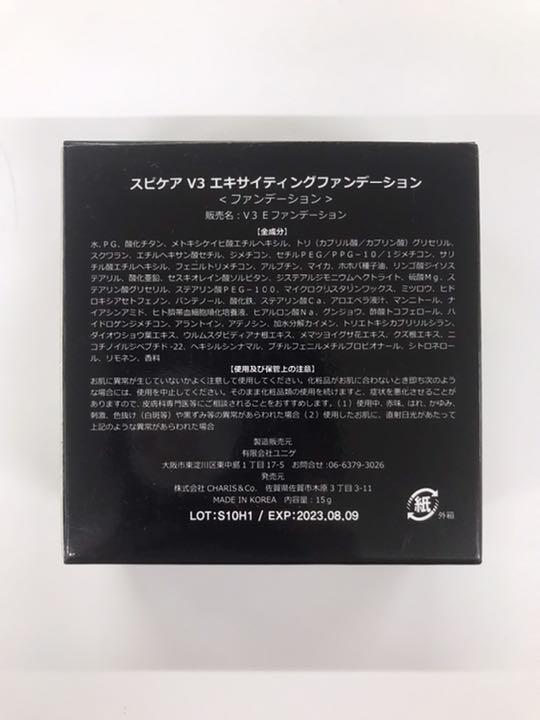 スピケア V3 エキサイティングファンデーション
< ファンデーション >
販売名：V3 E ファンデーション
【全成分】
水、PG、酸化チタン、メトキシケイヒ酸エチルヘキシル、トリ（カプリル酸／カプリン酸）グリセリル、
スクワラン、エチルヘキサン酸セチル、ジメチコン、セチルPEG／PPG-10／1ジメチコン、サリ
チル酸エチルヘキシル、フェニルトリメチコン、アルブチン、マイカ、ホホバ種子油、リンゴ酸ジイソス
テアリル、酸化亜鉛、セスキオレイン酸ソルビタン、ジステアルジモニウムヘクトライト、硫酸Mg、ス
テアリン酸、ステアリン酸PEG-100、マイクロクリスタリンワックス、ミツロウ、ヒド
ロキシアセトフェノン、パンテノール、酸化鉄、ステアリン酸Ca、アロエベラ液汁、マンニトール、ナ
イアシンアミド、ヒト臍帯血細胞順化培養液、ヒアルロン酸Na、グンジョウ、酢酸トコフェロール、ハ
イドロゲンジメチコン、アラントイン、アデノシン、加水分解カイメン、トリエトキシカプリリルシラン、
ダイオウショウ葉エキス、ウルムスダビディアナ根エキス、メマツヨイグサ花エキス、クズ根エキス、ニ
コチノイルジペプチド-22、ヘキシルシンナマル、ブチルフェニルメチルプロピオナール、シトロネロー
ル、リモネン、香料
【使用及び保管上の注意】
お肌に異常が生じていないかよく注意して使用してください。化粧品がお肌に合わないとき即ち次のよう
な場合には、使用を中止してください。そのまま化粧品類の使用を続けますと、症状を悪化させることが
ありますので、皮膚科専門医等にご相談されることをおすすめします。（1）使用中、赤味、はれ、かゆみ、
刺激、色抜け（白斑等）や黒ずみ等の異常があらわれた場合（2）使用したお肌に、直射日光があたって
上記のような異常があらわれた場合
製造販売元
有限会社ユニゲ
大阪市東淀川区東中島1丁目17-5 お問合せ：06-6379-3026
発売元
株式会社 CHARIS＆Co. 佐賀県佐賀市木原3丁目3-11
MADE IN KOREA 内容量：15g
LOT:S10H1 / EXP:2023.08.09
紙
外箱